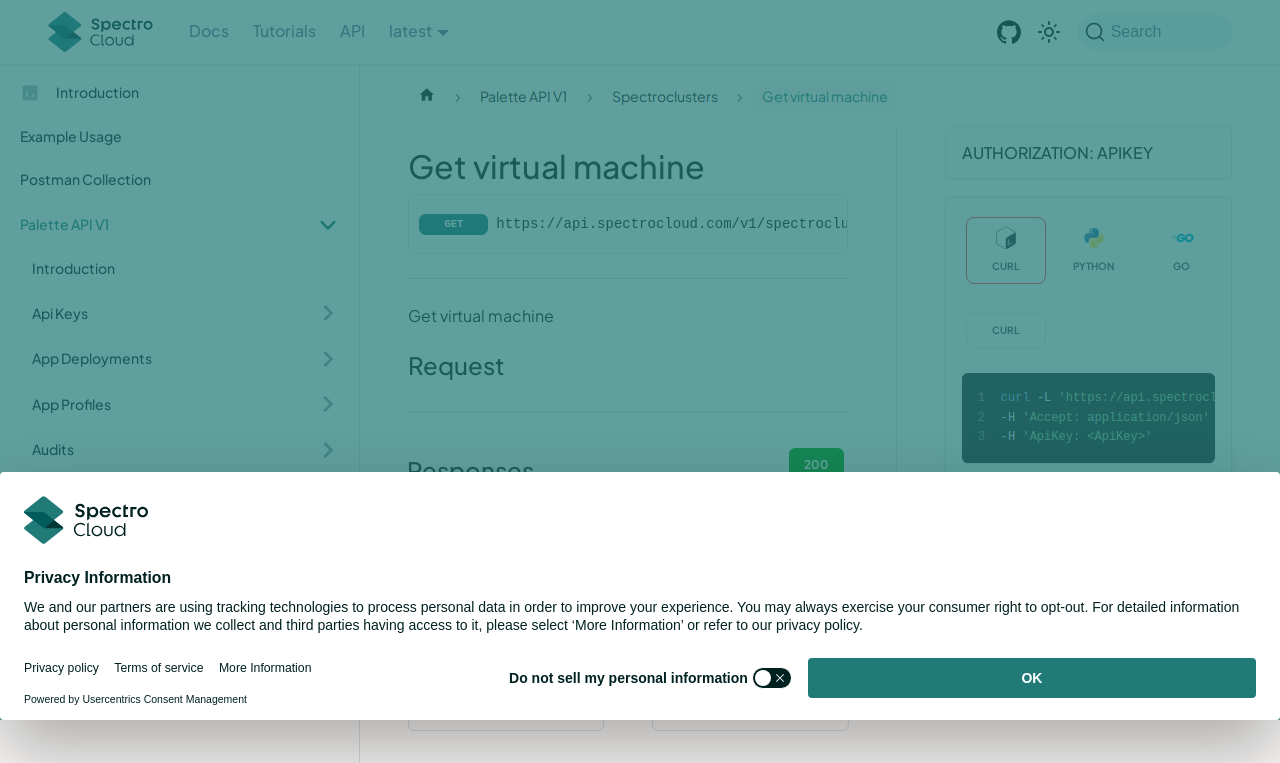 Spectro
Cloud
Docs
Tutorials
API
latest
Search
Introduction
Example Usage
Postman Collection
Palette API V1
Introduction
Api Keys
App Deployments
App Profiles
Audits
Palette API V1
Spectroclusters
Get virtual machine
Get virtual machine
GET
https://api.spectrocloud.com/v1/spectroclu
Get virtual machine
Request
Responses
200
AUTHORIZATION: APIKEY
CURL
PYTHON
GO
CURL
1 curl -L 'https://api.spectrocl
2 -H 'Accept: application/json'
3 -H 'ApiKey: <ApiKey>'
Spectro
Cloud
Privacy Information
We and our partners are using tracking technologies to process personal data in order to improve your experience. You may always exercise your consumer right to opt-out. For detailed information
about personal information we collect and third parties having access to it, please select ‘More Information’ or refer to our privacy policy.
Privacy policy
Terms of service
More Information
Do not sell my personal information
OK
Powered by Usercentrics Consent Management